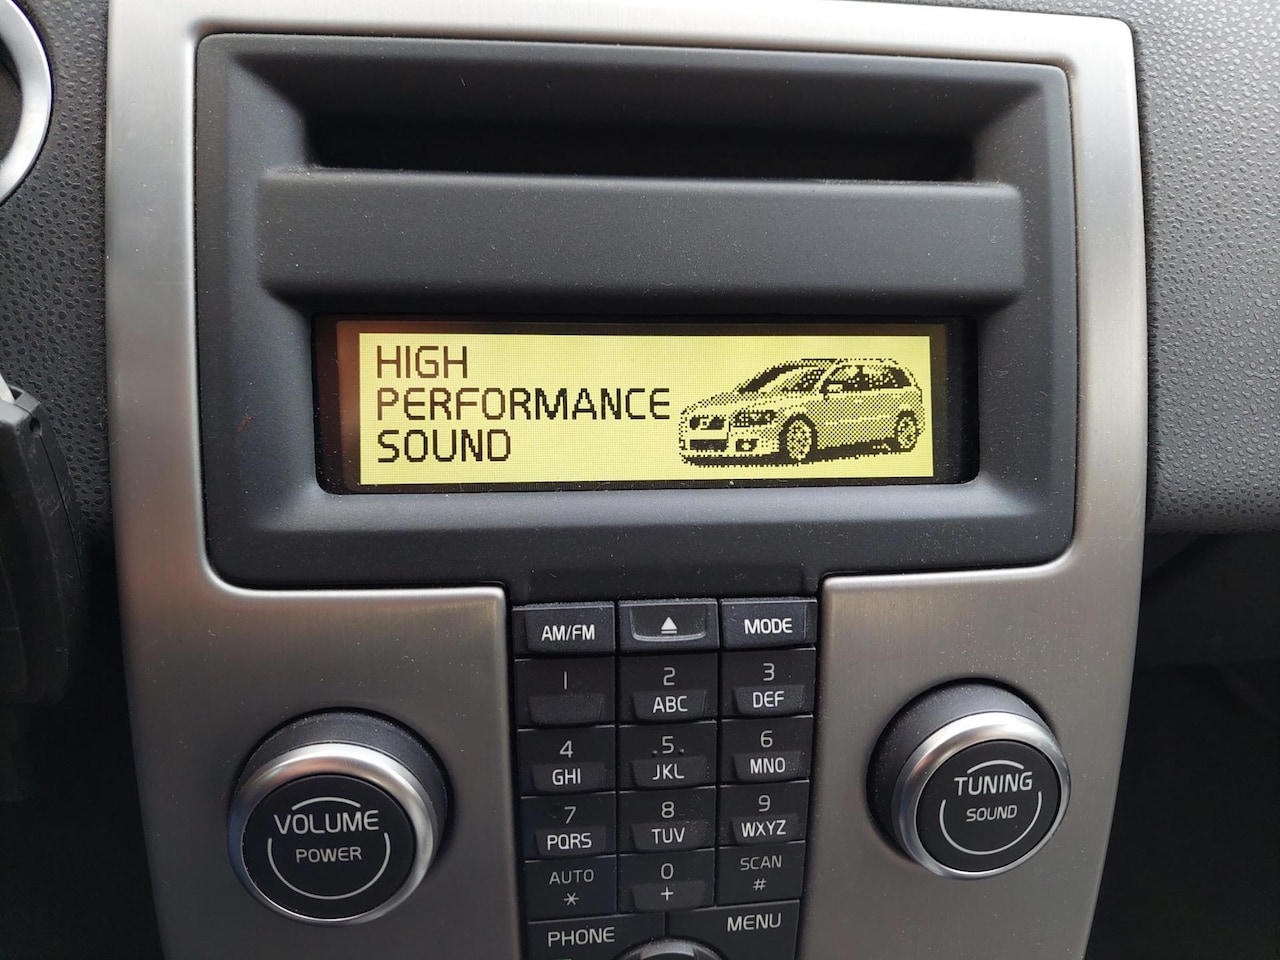 HIGH
PERFORMANCE
SOUND
AM/FM
MODE
1
2
ABC
3
DEF
4
GHI
5
JKL
6
MNO
7
PQRS
8
TUV
9
WXYZ
AUTO
*
0
+
SCAN
#
PHONE
MENU
VOLUME
POWER
TUNING
SOUND